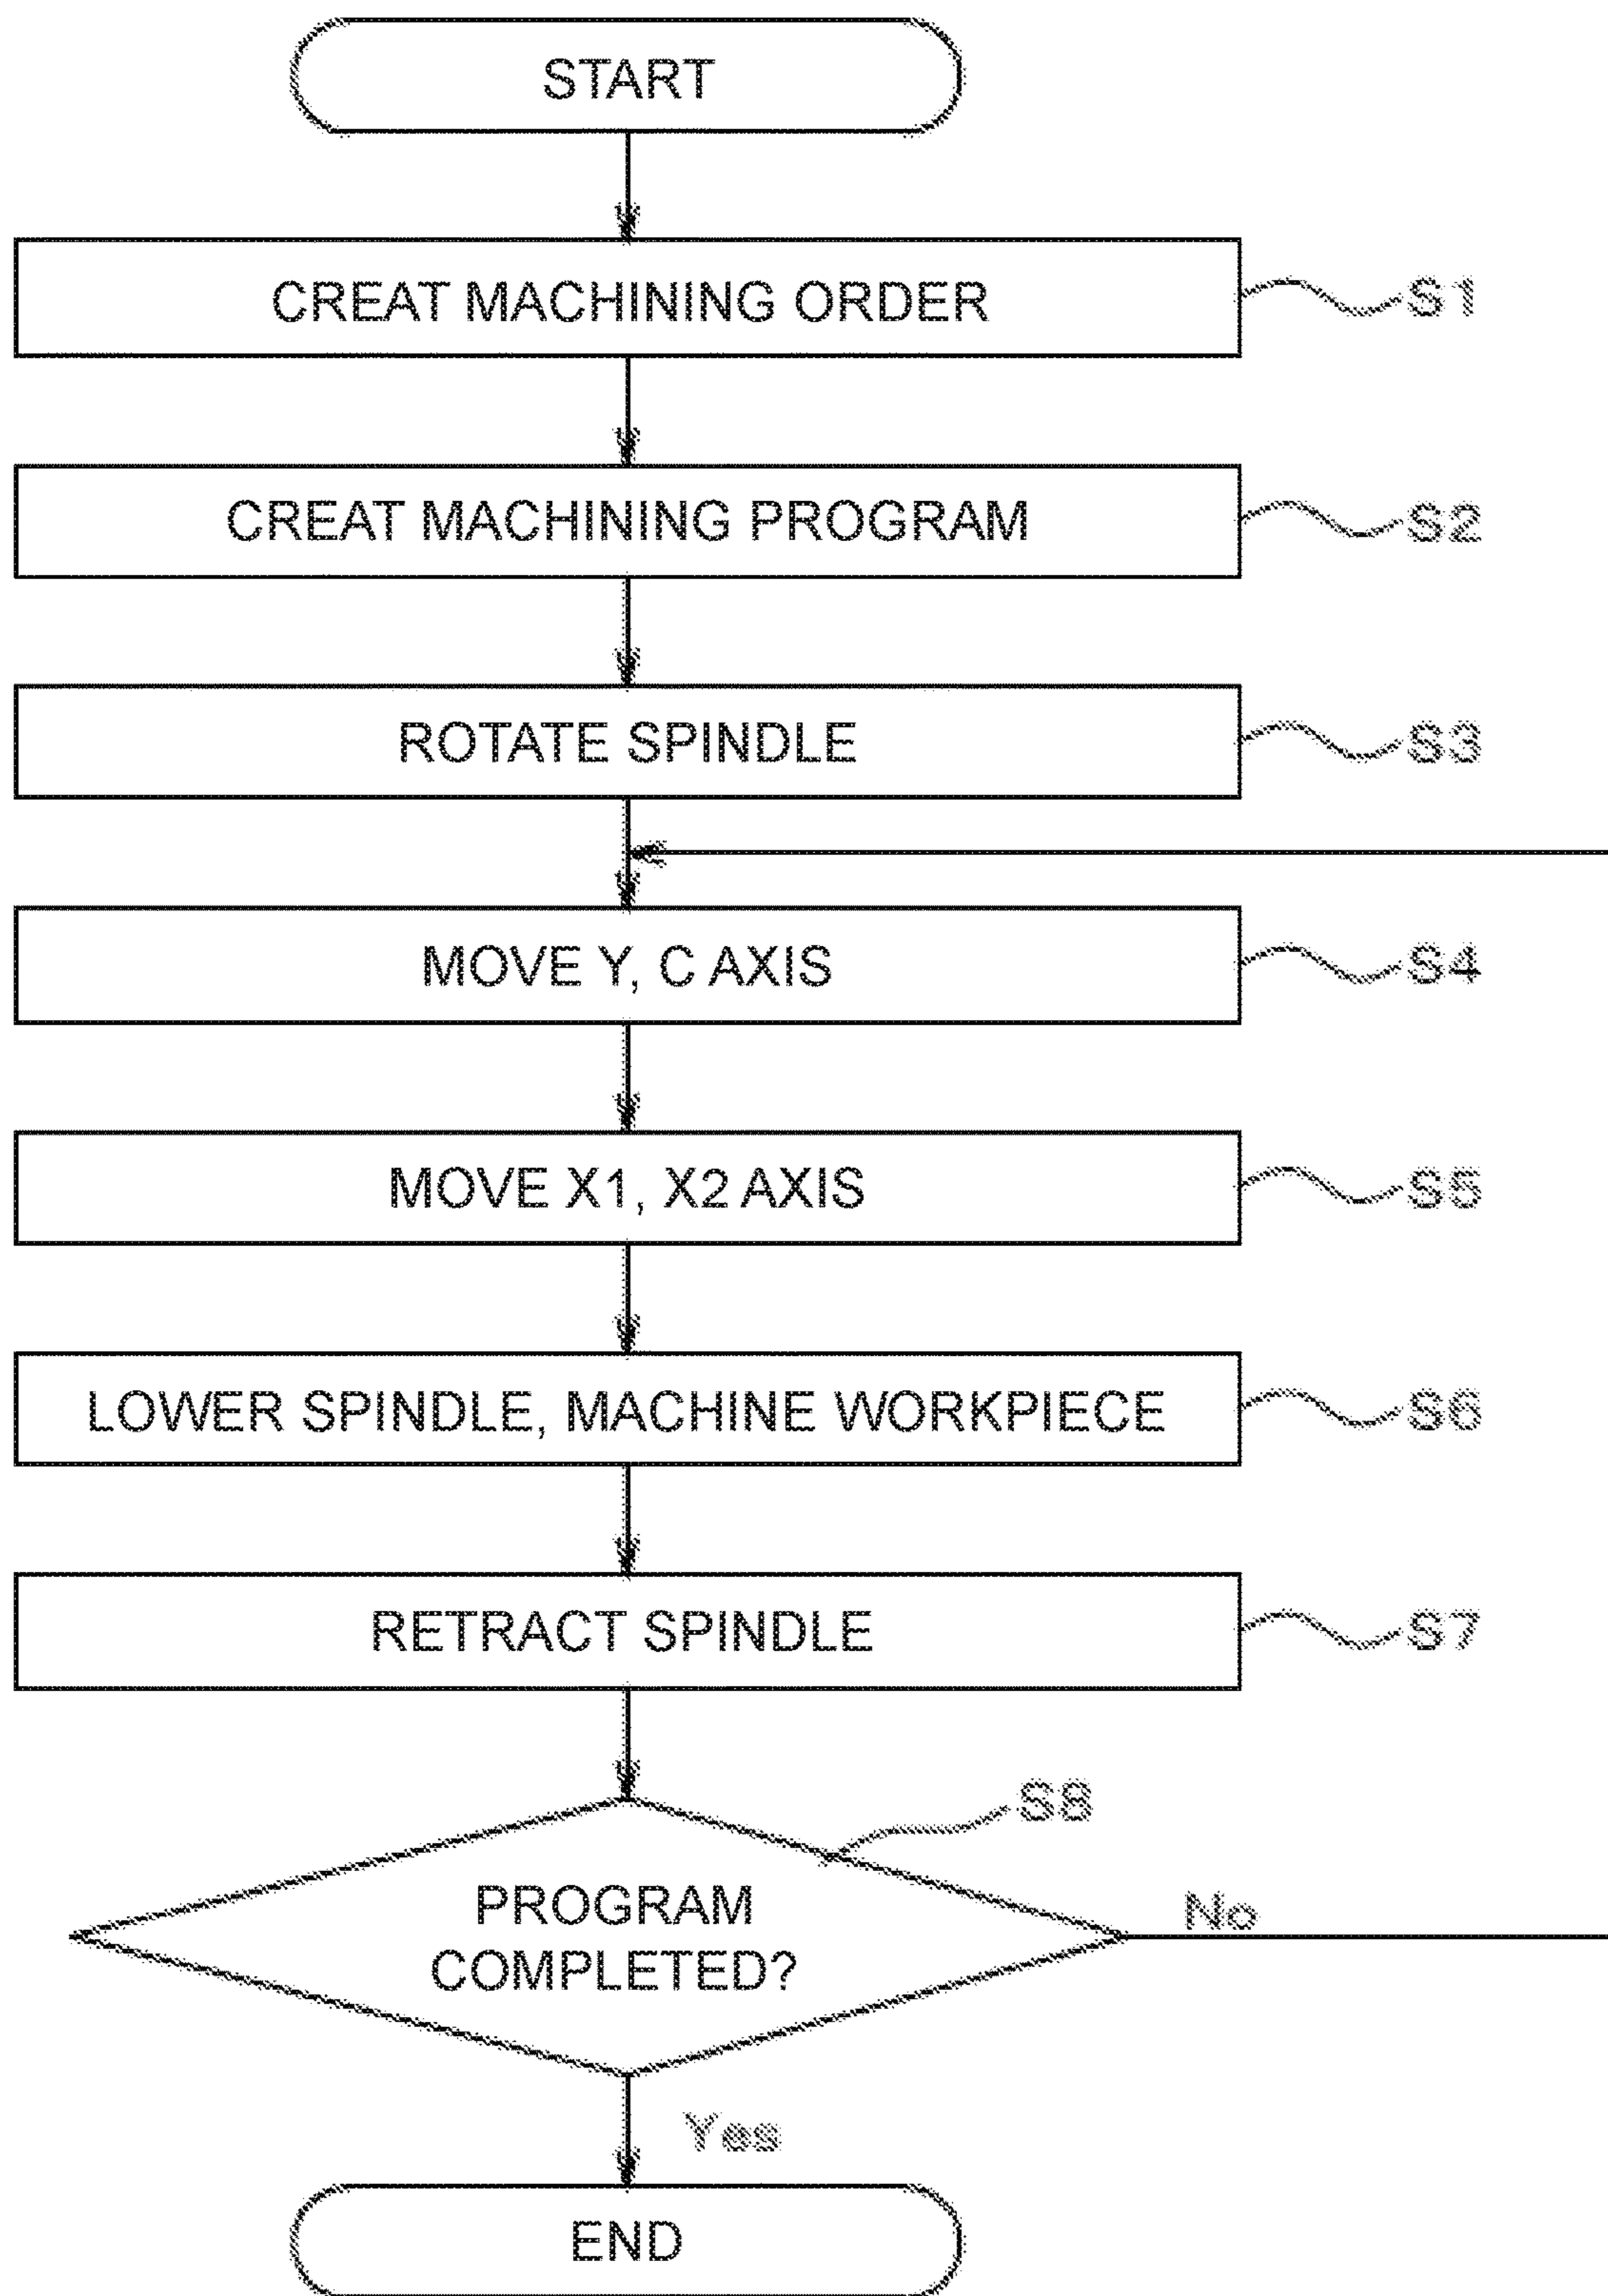 START
CREAT MACHINING ORDER
S1
CREAT MACHINING PROGRAM
S2
ROTATE SPINDLE
S3
MOVE Y, C AXIS
S4
MOVE X1, X2 AXIS
S5
LOWER SPINDLE, MACHINE WORKPIECE
S6
RETRACT SPINDLE
S7
S8
PROGRAM
COMPLETED?
No
Yes
END